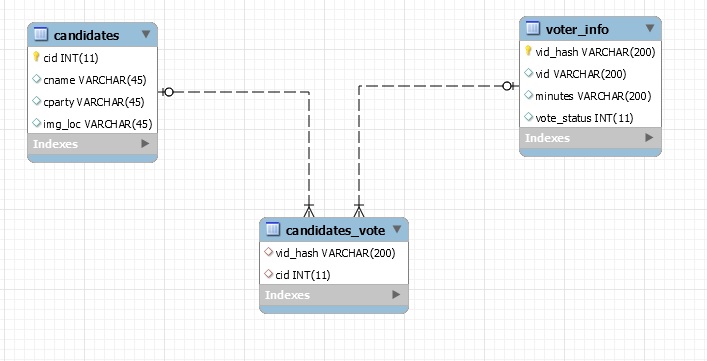 candidates
cid INT(11)
cname VARCHAR(45)
cparty VARCHAR(45)
img_loc VARCHAR(45)
Indexes
voter_info
vid_hash VARCHAR(200)
vid VARCHAR(200)
minutes VARCHAR(200)
vote_status INT(11)
Indexes
candidates_vote
vid_hash VARCHAR(200)
cid INT(11)
Indexes